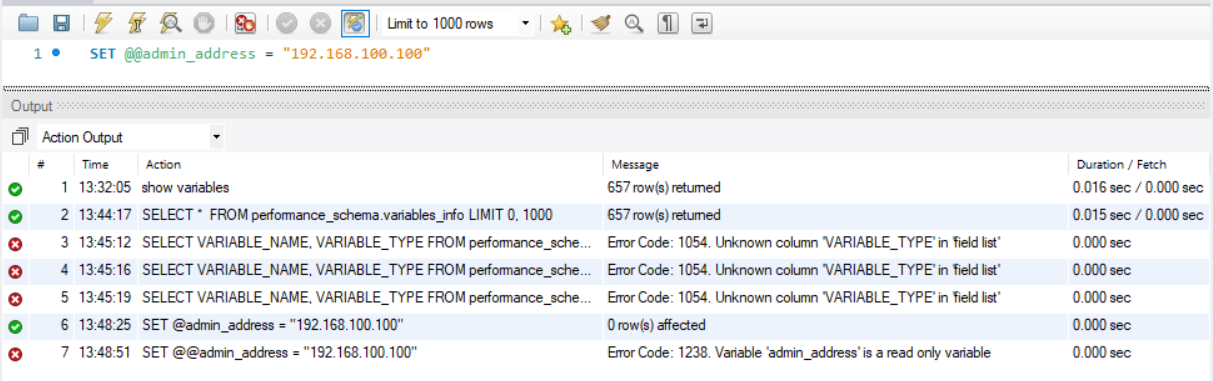 Limit to 1000 rows
1 SET @@admin_address = "192.168.100.100"
Output
Action Output
# Time Action Message Duration / Fetch
1 13:32:05 show variables 657 row(s) returned 0.016 sec / 0.000 sec
2 13:44:17 SELECT * FROM performance_schema.variables_info LIMIT 0, 1000 657 row(s) returned 0.015 sec / 0.000 sec
3 13:45:12 SELECT VARIABLE_NAME, VARIABLE_TYPE FROM performance_sche... Error Code: 1054. Unknown column 'VARIABLE_TYPE' in 'field list' 0.000 sec
4 13:45:16 SELECT VARIABLE_NAME, VARIABLE_TYPE FROM performance_sche... Error Code: 1054. Unknown column 'VARIABLE_TYPE' in 'field list' 0.000 sec
5 13:45:19 SELECT VARIABLE_NAME, VARIABLE_TYPE FROM performance_sche... Error Code: 1054. Unknown column 'VARIABLE_TYPE' in 'field list' 0.000 sec
6 13:48:25 SET @admin_address = "192.168.100.100" 0 row(s) affected 0.000 sec
7 13:48:51 SET @@admin_address = "192.168.100.100" Error Code: 1238. Variable 'admin_address' is a read only variable 0.000 sec